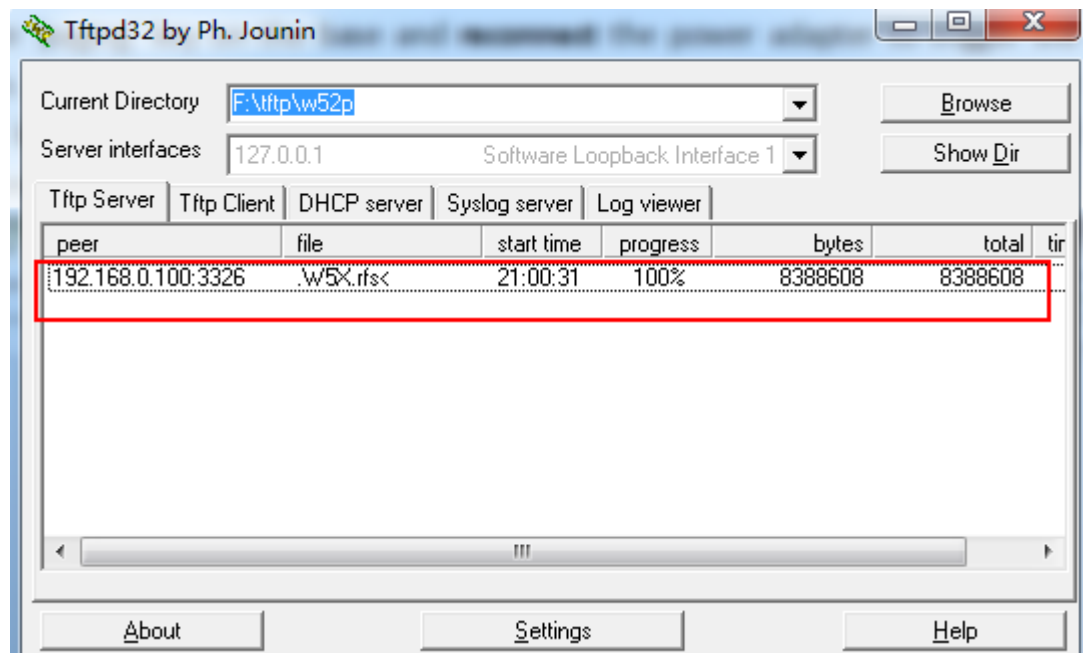 Tftpd32 by Ph. Jounin
Current Directory F:\tftp\w52p Browse
Server interfaces 127.0.0.1 Software Loopback Interface 1 Show Dir
Tftp Server Tftp Client DHCP server Syslog server Log viewer
peer file start time progress bytes total
192.168.0.100:3326 .W5X.rfs< 21:00:31 100% 8388608 8388608
About Settings Help